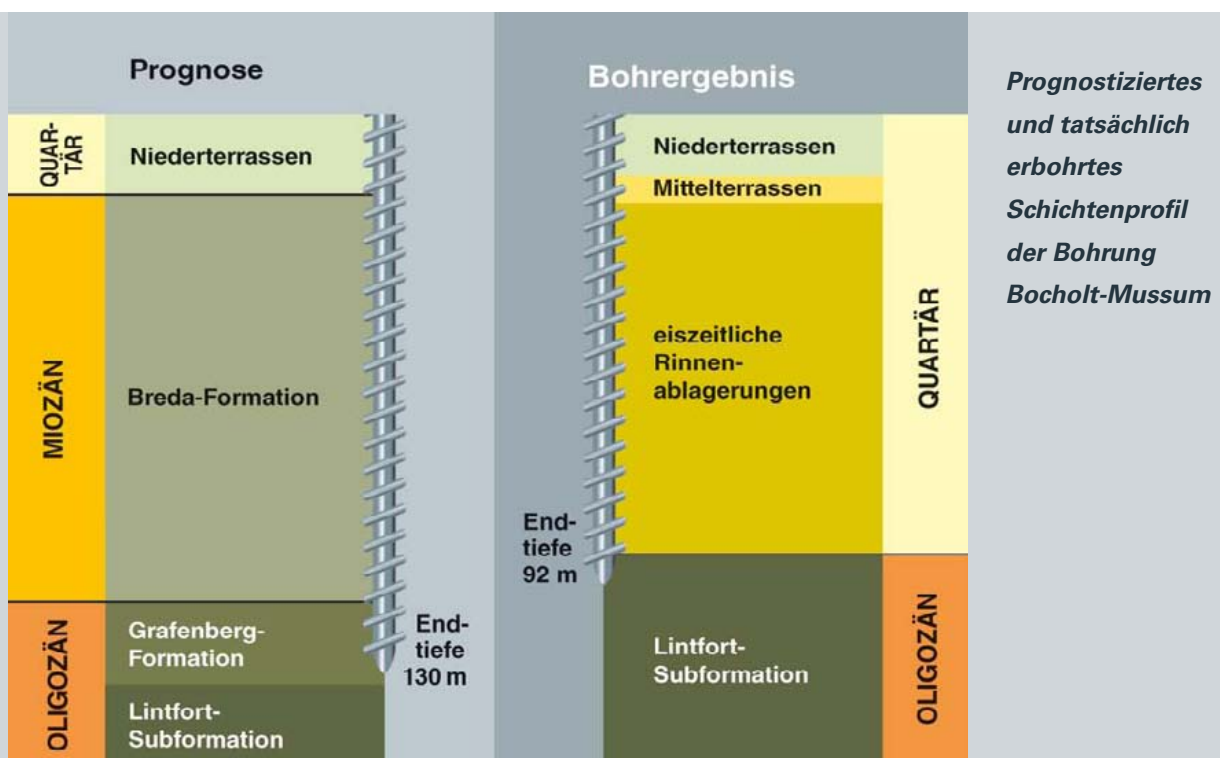 Prognose
QUAR-
TÄR
Niederterrassen
MIOZÄN
Breda-Formation
OLIGOZÄN
Grafenberg-
Formation
Lintfort-
Subformation
End-
tiefe
130 m
Bohrergebnis
Niederterrassen
Mittelterrassen
eiszeitliche
Rinnen-
ablagerungen
QUARTÄR
End-
tiefe
92 m
Lintfort-
Subformation
OLIGOZÄN
Prognostiziertes
und tatsächlich
erbohrtes
Schichtenprofil
der Bohrung
Bocholt-Mussum